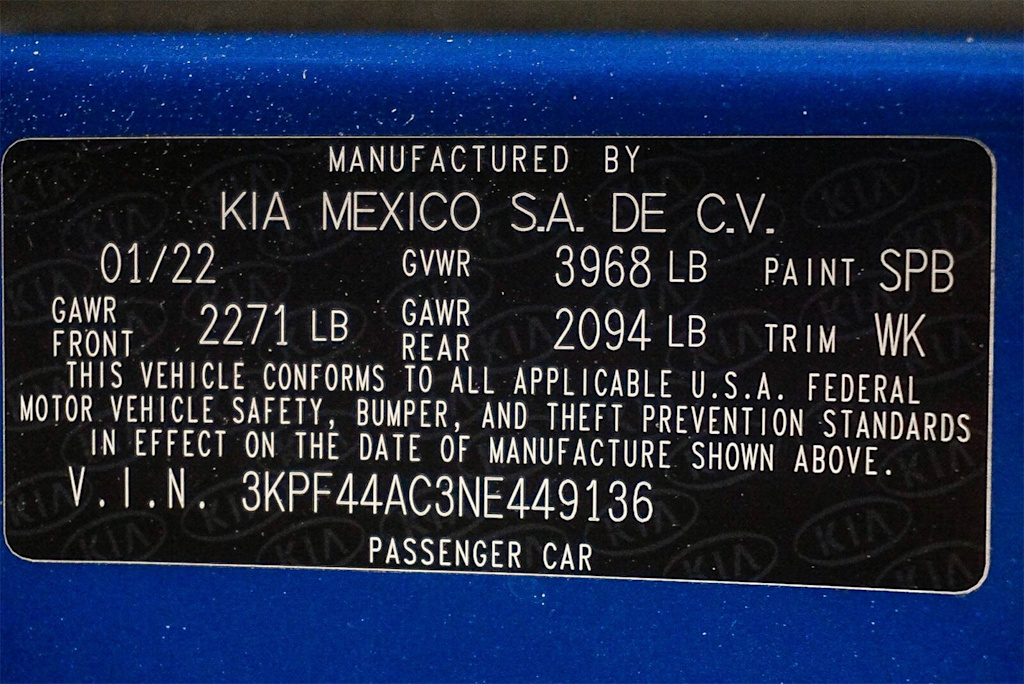 MANUFACTURED BY
KIA MEXICO S.A. DE C.V.
01/22 GVWR 3968 LB PAINT SPB
GAWR FRONT 2271 LB GAWR REAR 2094 LB TRIM WK
THIS VEHICLE CONFORMS TO ALL APPLICABLE U.S.A. FEDERAL
MOTOR VEHICLE SAFETY, BUMPER, AND THEFT PREVENTION STANDARDS
IN EFFECT ON THE DATE OF MANUFACTURE SHOWN ABOVE.
V.I.N. 3KPF44AC3NE449136
PASSENGER CAR